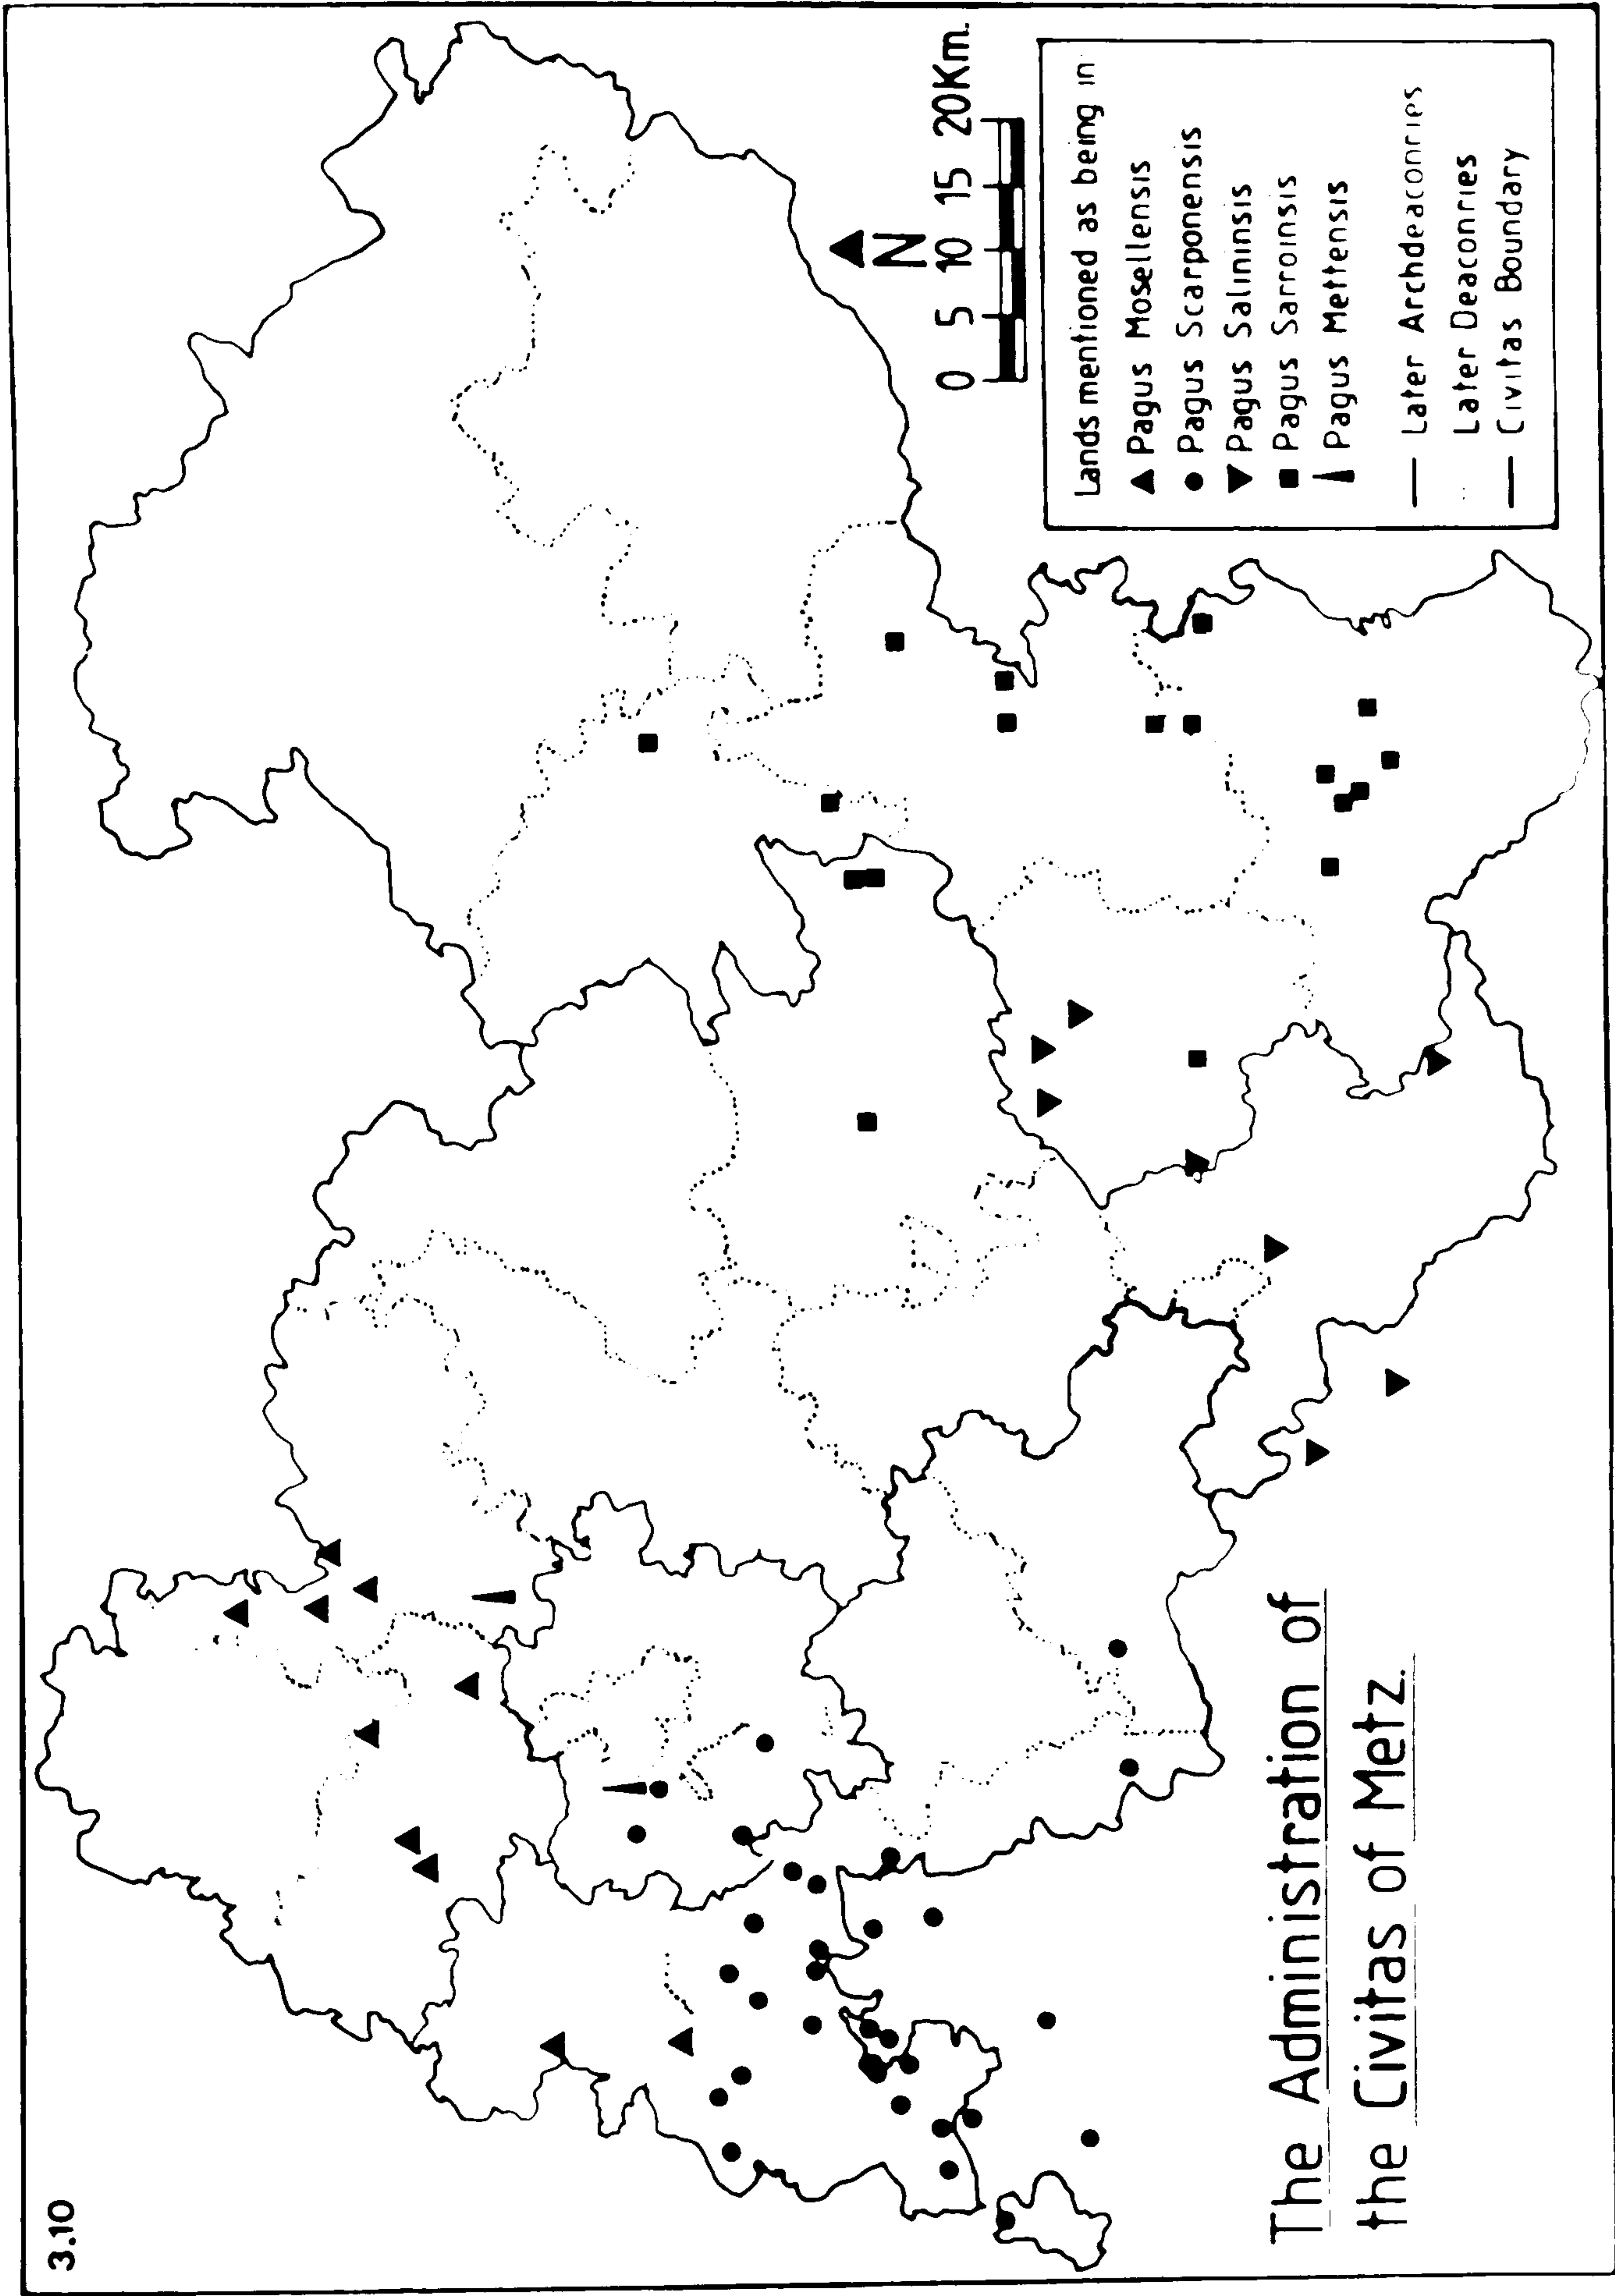 3.10
N
0 5 10 15 20Km.
Lands mentioned as being in
Pagus Mosellensis
Pagus Scarponensis
Pagus Salininsis
Pagus Sarroinsis
Pagus Mettensis
Later Archdeaconries
Later Deaconries
Civitas Boundary
The Administration of
the Civitas of Metz.